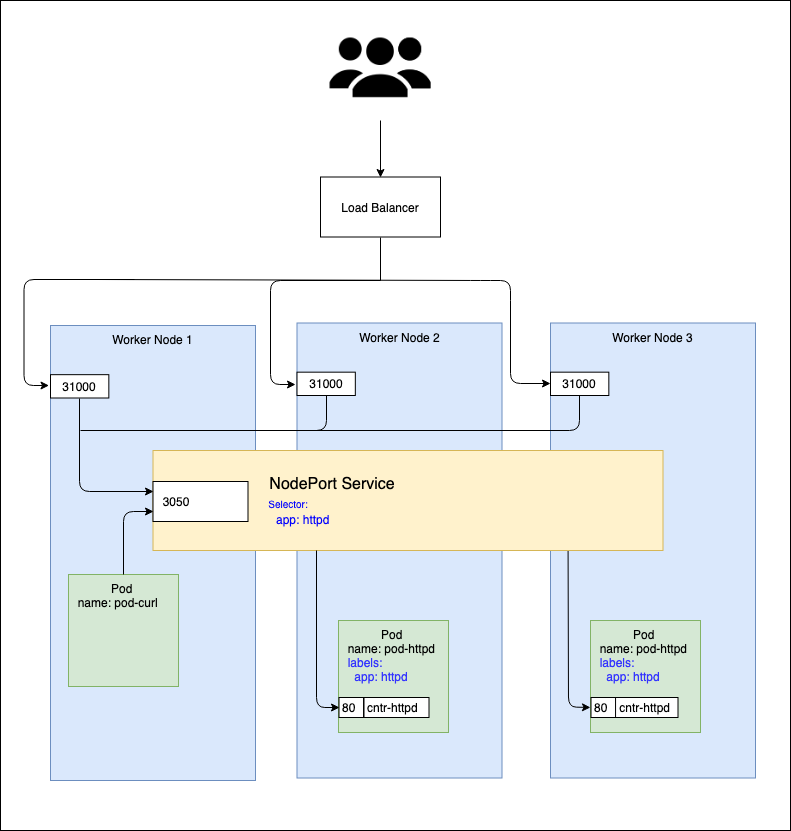 Load Balancer
Worker Node 1
Worker Node 2
Worker Node 3
31000
31000
31000
NodePort Service
3050
Selector:
app: httpd
Pod
name: pod-curl
Pod
name: pod-httpd
labels:
app: httpd
80 cntr-httpd
Pod
name: pod-httpd
labels:
app: httpd
80 cntr-httpd